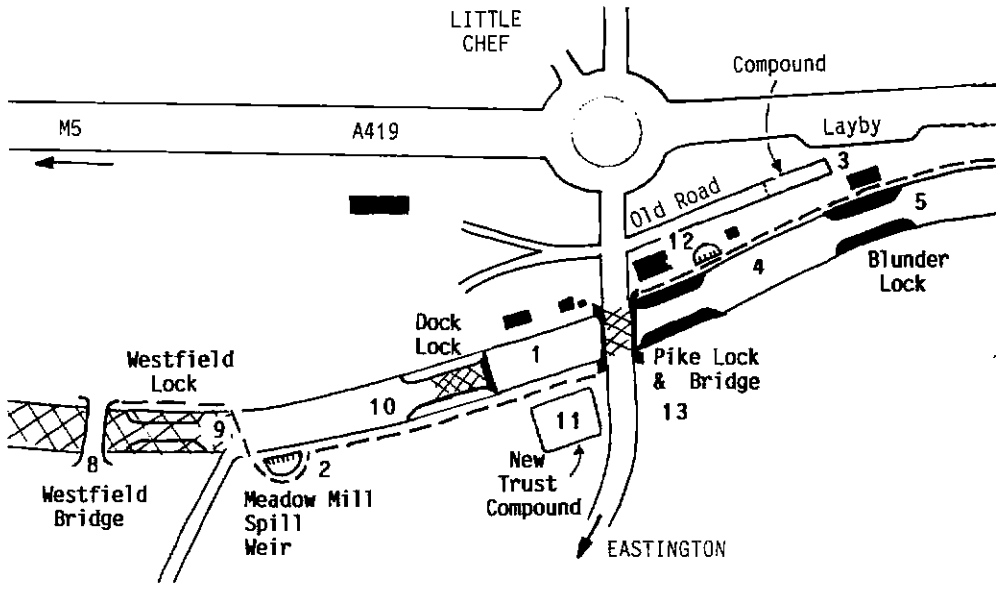 LITTLE
CHEF
Compound
M5
A419
Layby
3
Old Road
5
12
4
Blunder
Lock
Dock
Lock
1
Pike Lock
& Bridge
13
Westfield
Lock
10
11
9
8
2
New
Trust
Compound
Westfield
Bridge
Meadow Mill
Spill
Weir
EASTINGTON